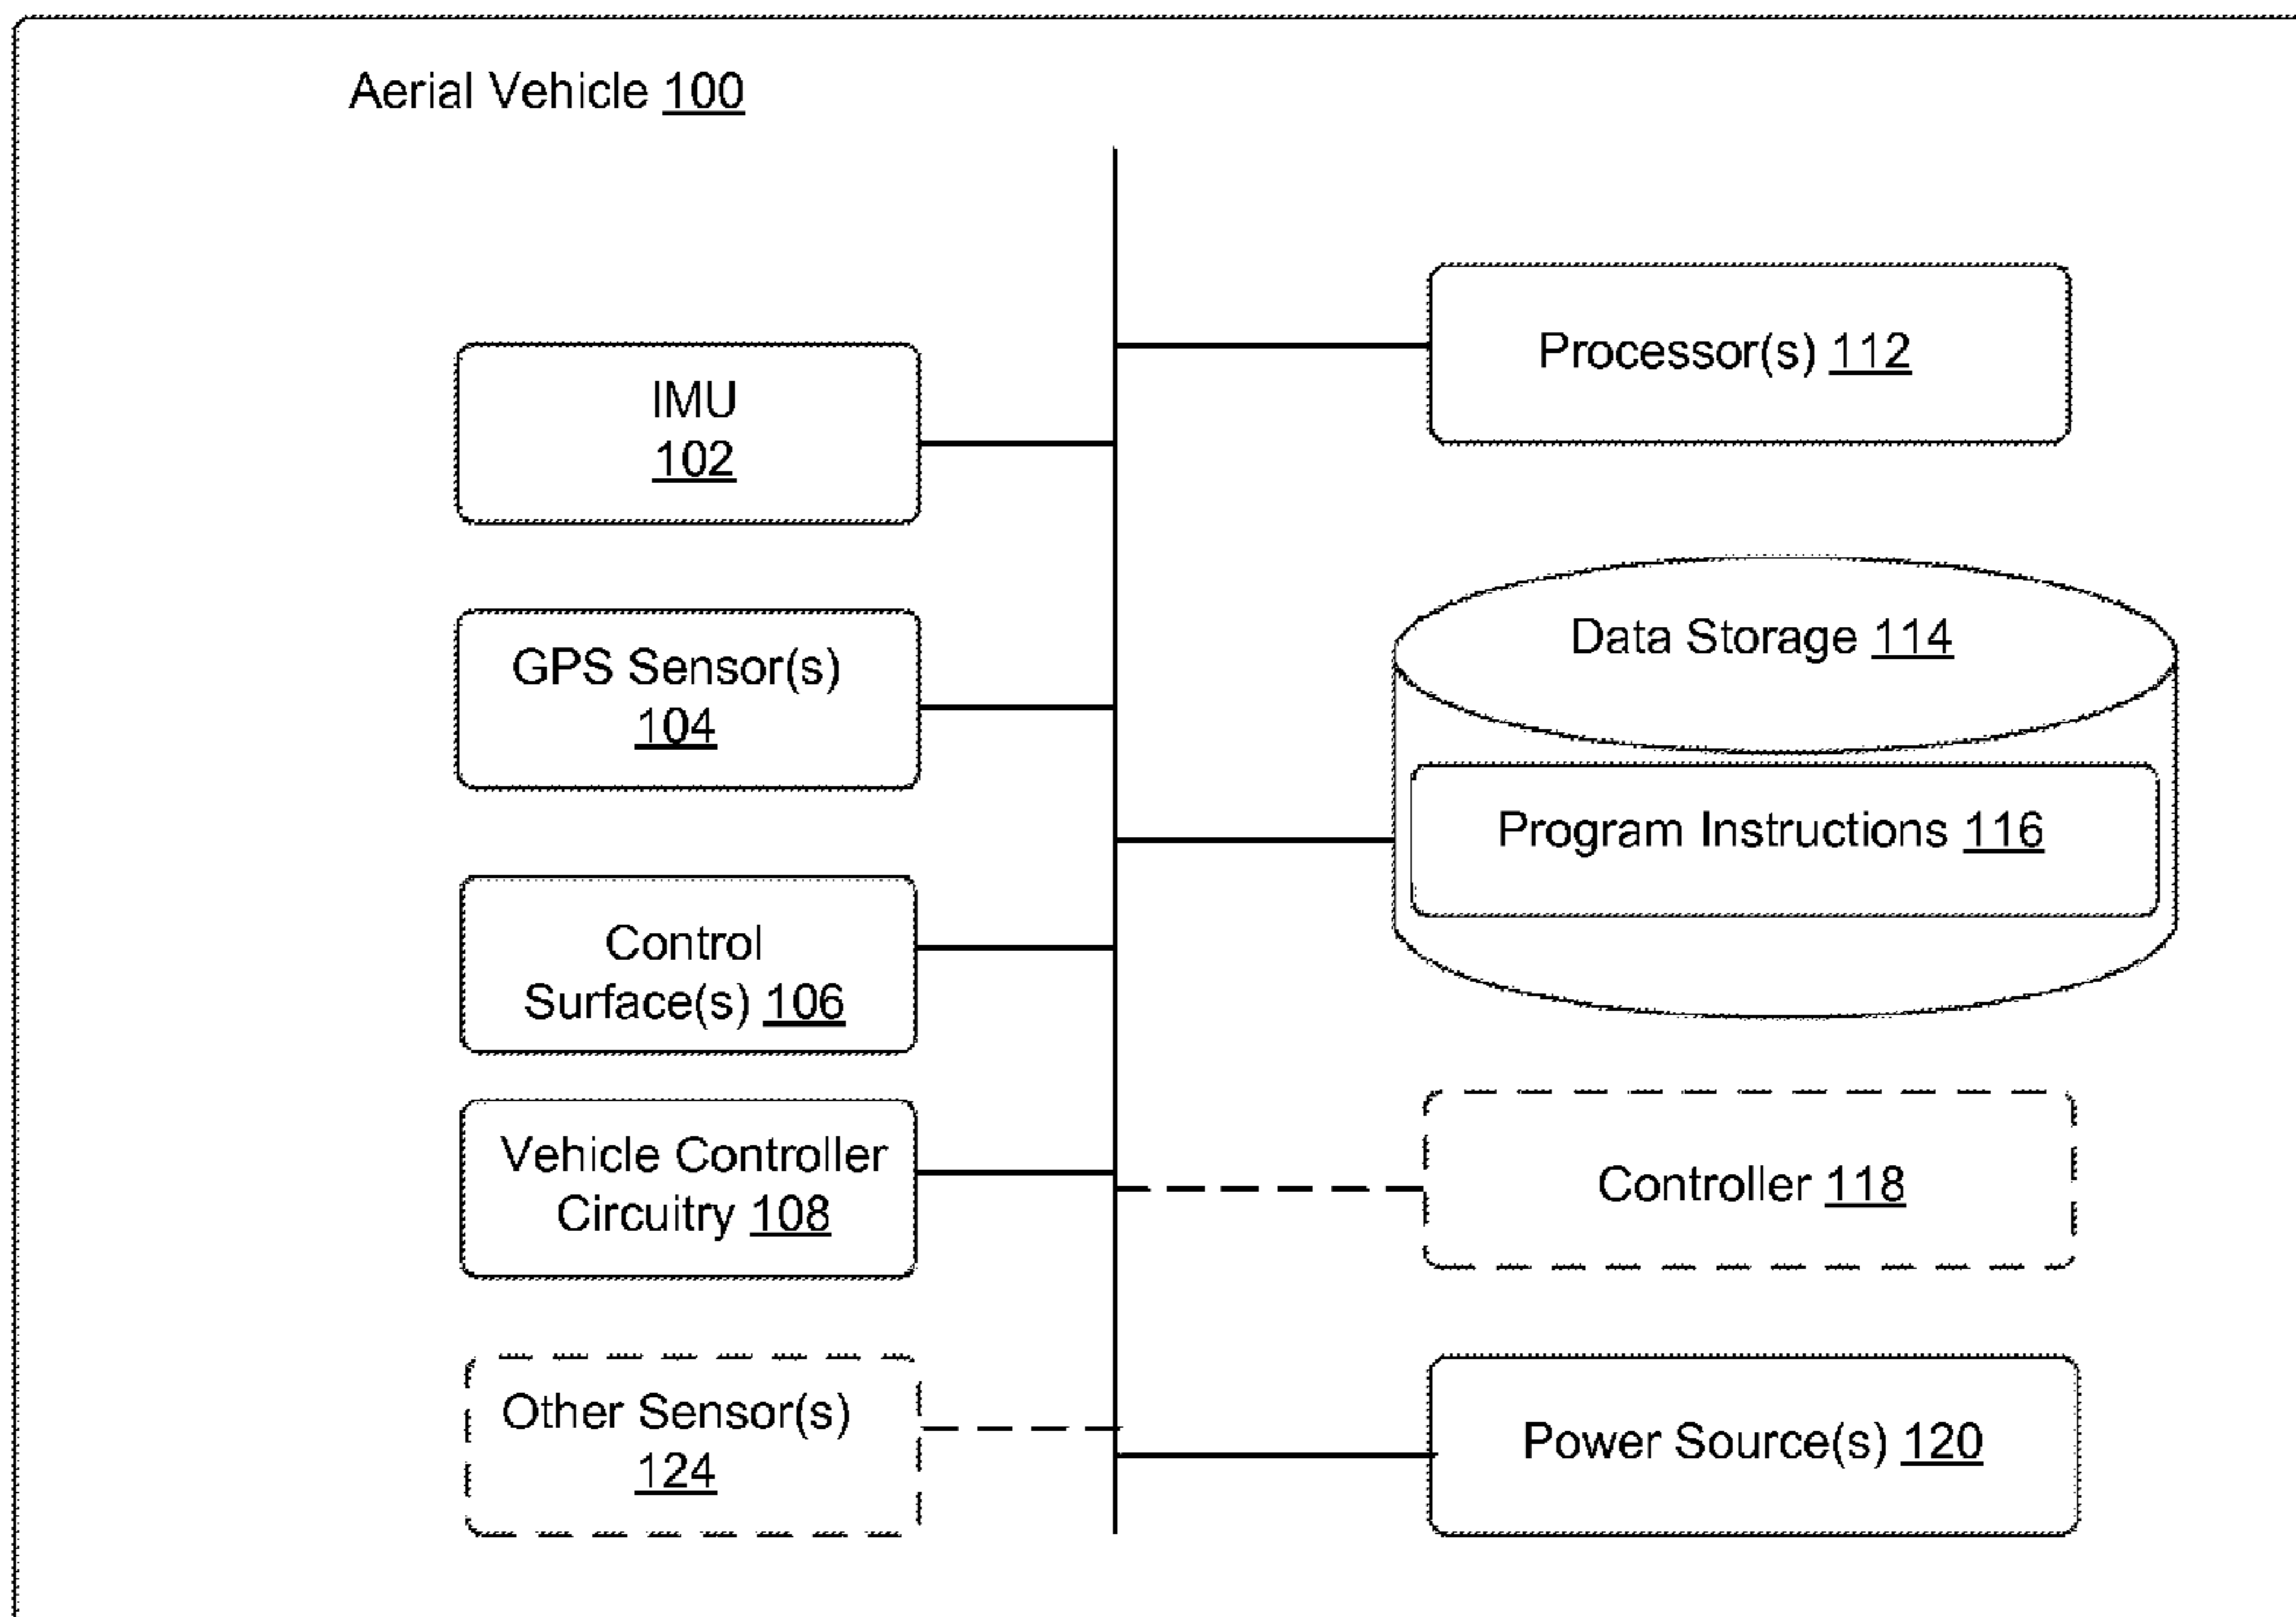 Aerial Vehicle 100
IMU
102
GPS Sensor(s)
104
Control
Surface(s) 106
Vehicle Controller
Circuitry 108
Other Sensor(s)
124
Processor(s) 112
Data Storage 114
Program Instructions 116
Controller 118
Power Source(s) 120